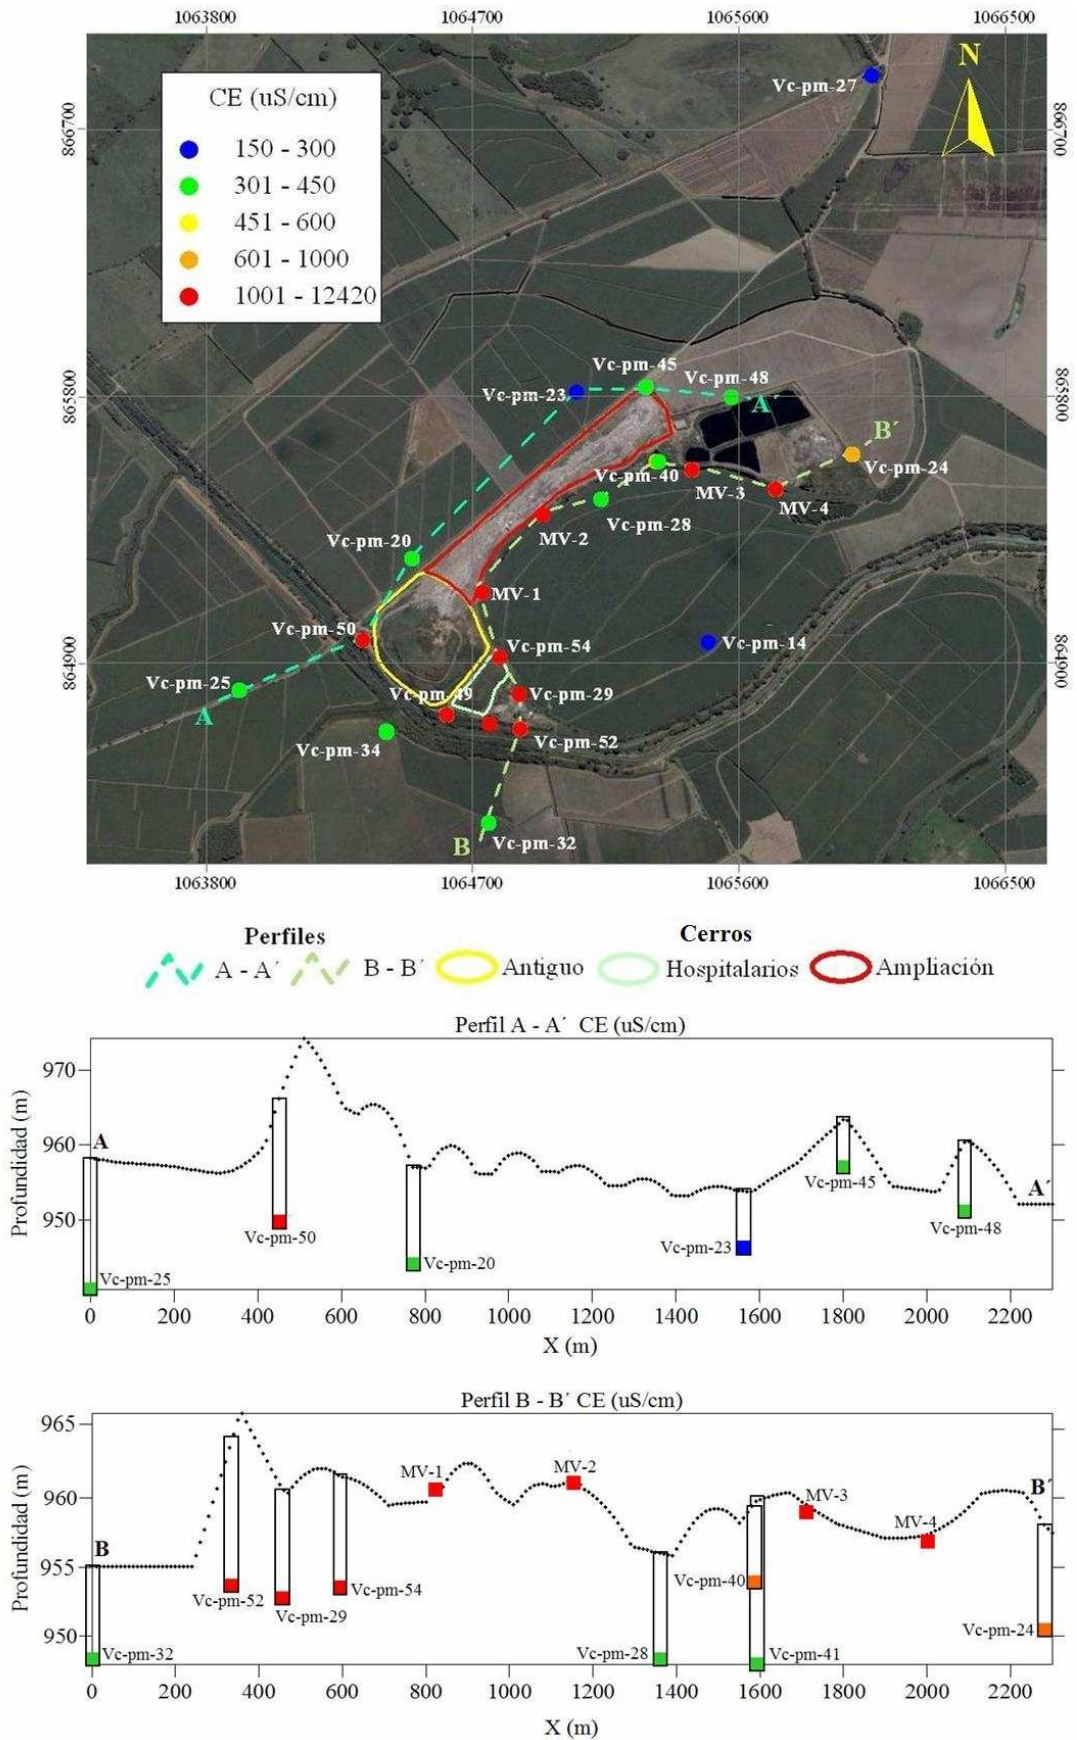 1063800 1064700 1065600 1066500
N
Vc-pm-27
CE (uS/cm)
150 - 300
301 - 450
451 - 600
601 - 1000
1001 - 12420
866700 866700
Vc-pm-45
Vc-pm-23 Vc-pm-48
865800 865800
A´
B´
Vc-pm-40 Vc-pm-24
MV-3
MV-4
Vc-pm-28
MV-2
Vc-pm-20
MV-1
Vc-pm-50
Vc-pm-54 Vc-pm-14
864900 864900
Vc-pm-25
Vc-pm-49 Vc-pm-29
A
Vc-pm-34 Vc-pm-52
B Vc-pm-32
1063800 1064700 1065600 1066500
Perfiles Cerros
A - A´ B - B´ Antiguo Hospitalarios Ampliación
Perfil A - A´ CE (uS/cm)
Profundidad (m)
970
960
950
A
A´
Vc-pm-45
Vc-pm-50
Vc-pm-48
Vc-pm-23
Vc-pm-20
Vc-pm-25
0 200 400 600 800 1000 1200 1400 1600 1800 2000 2200
X (m)
Perfil B - B´ CE (uS/cm)
Profundidad (m)
965
960
955
950
B
B´
MV-1
MV-2
MV-3
MV-4
Vc-pm-40
Vc-pm-54
Vc-pm-52
Vc-pm-29
Vc-pm-24
Vc-pm-32
Vc-pm-28
Vc-pm-41
0 200 400 600 800 1000 1200 1400 1600 1800 2000 2200
X (m)